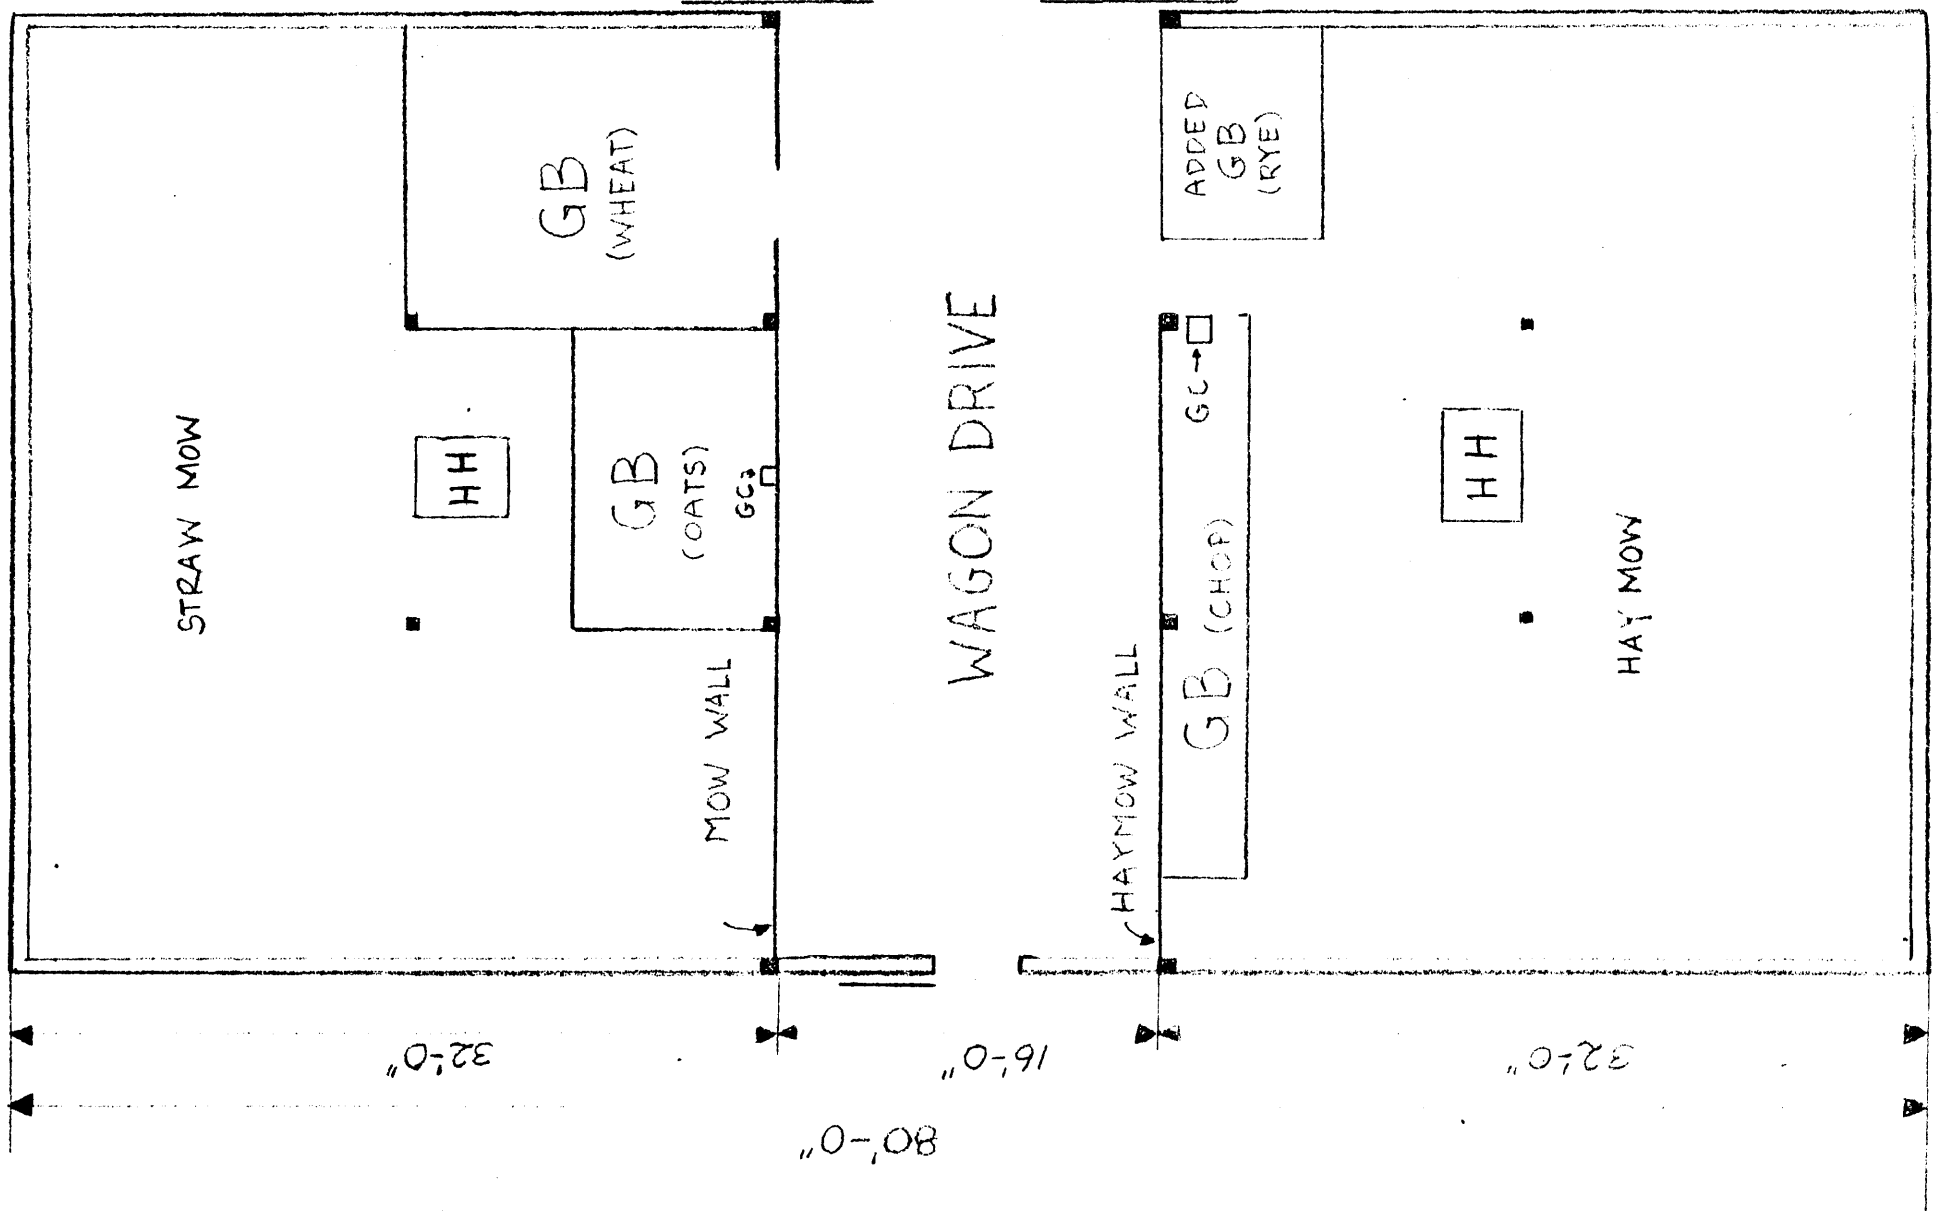 STRAW MOW
HH
GB
(WHEAT)
GB
(OATS)
GC
MOW WALL
WAGON DRIVE
ADDED
GB
(RYE)
GC
GB (CHOP)
HAYMOW WALL
HH
HAY MOW
32'-0"
16'-0"
32'-0"
80'-0"